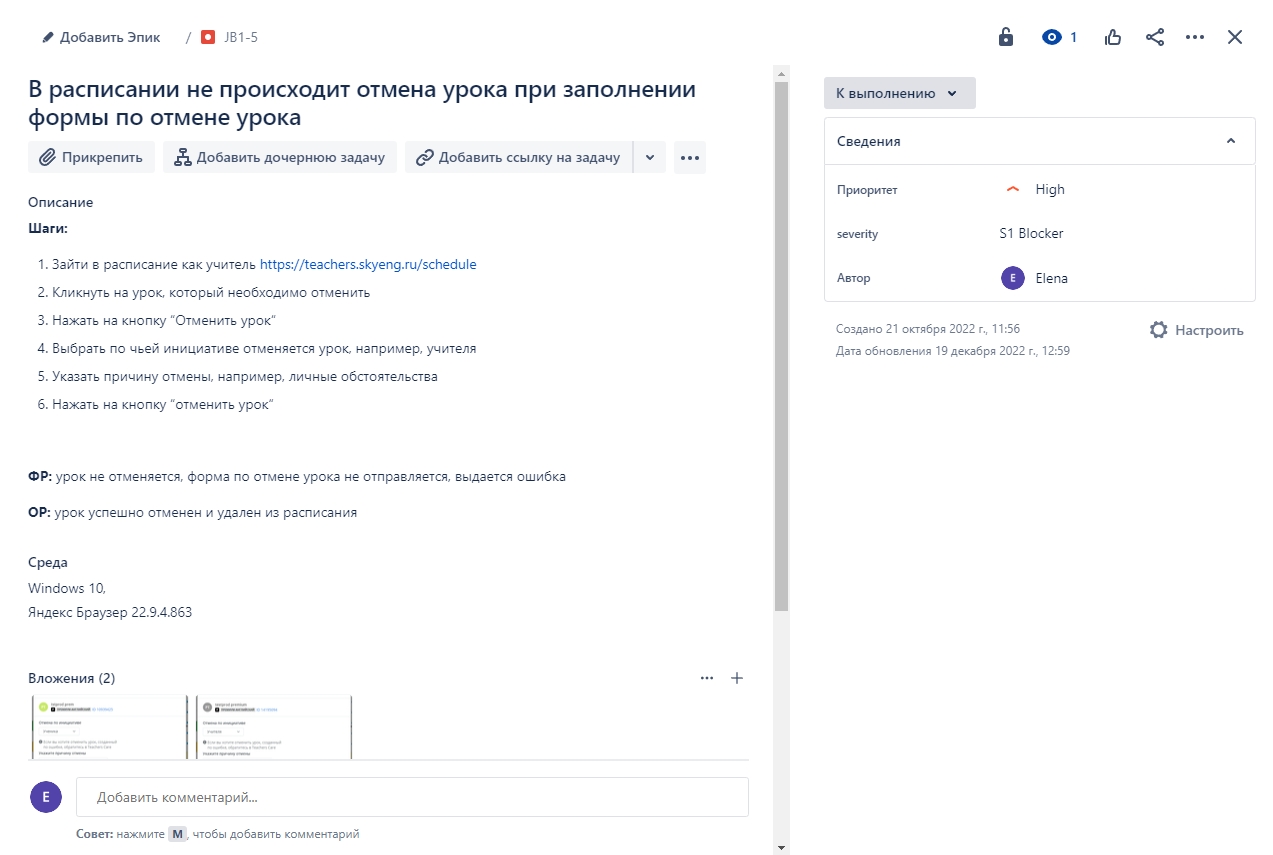 Добавить Эпик / JB1-5
1
В расписании не происходит отмена урока при заполнении
формы по отмене урока
Прикрепить
Добавить дочернюю задачу
Добавить ссылку на задачу
Описание
Шаги:
1. Зайти в расписание как учитель https://teachers.skyeng.ru/schedule
2. Кликнуть на урок, который необходимо отменить
3. Нажать на кнопку “Отменить урок“
4. Выбрать по чьей инициативе отменяется урок, например, учителя
5. Указать причину отмены, например, личные обстоятельства
6. Нажать на кнопку “отменить урок“
ФР: урок не отменяется, форма по отмене урока не отправляется, выдается ошибка
ОР: урок успешно отменен и удален из расписания
Среда
Windows 10,
Яндекс Браузер 22.9.4.863
Вложения (2)
E
Добавить комментарий...
Совет: нажмите M, чтобы добавить комментарий
К выполнению
Сведения
Приоритет High
severity S1 Blocker
Автор E Elena
Создано 21 октября 2022 г., 11:56
Настроить
Дата обновления 19 декабря 2022 г., 12:59